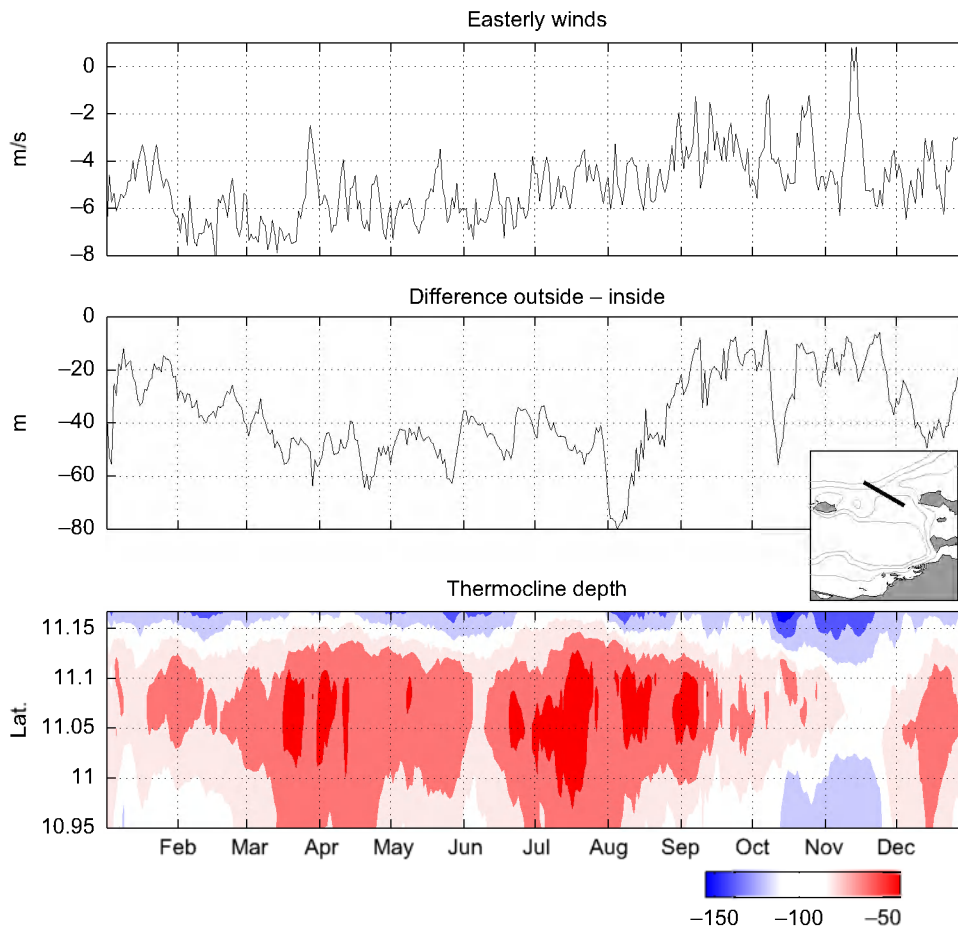 Easterly winds
m/s
0
−2
−4
−6
−8
Difference outside – inside
m
0
−20
−40
−60
−80
Thermocline depth
Lat.
11.15
11.1
11.05
11
10.95
Feb Mar Apr May Jun Jul Aug Sep Oct Nov Dec
−150 −100 −50